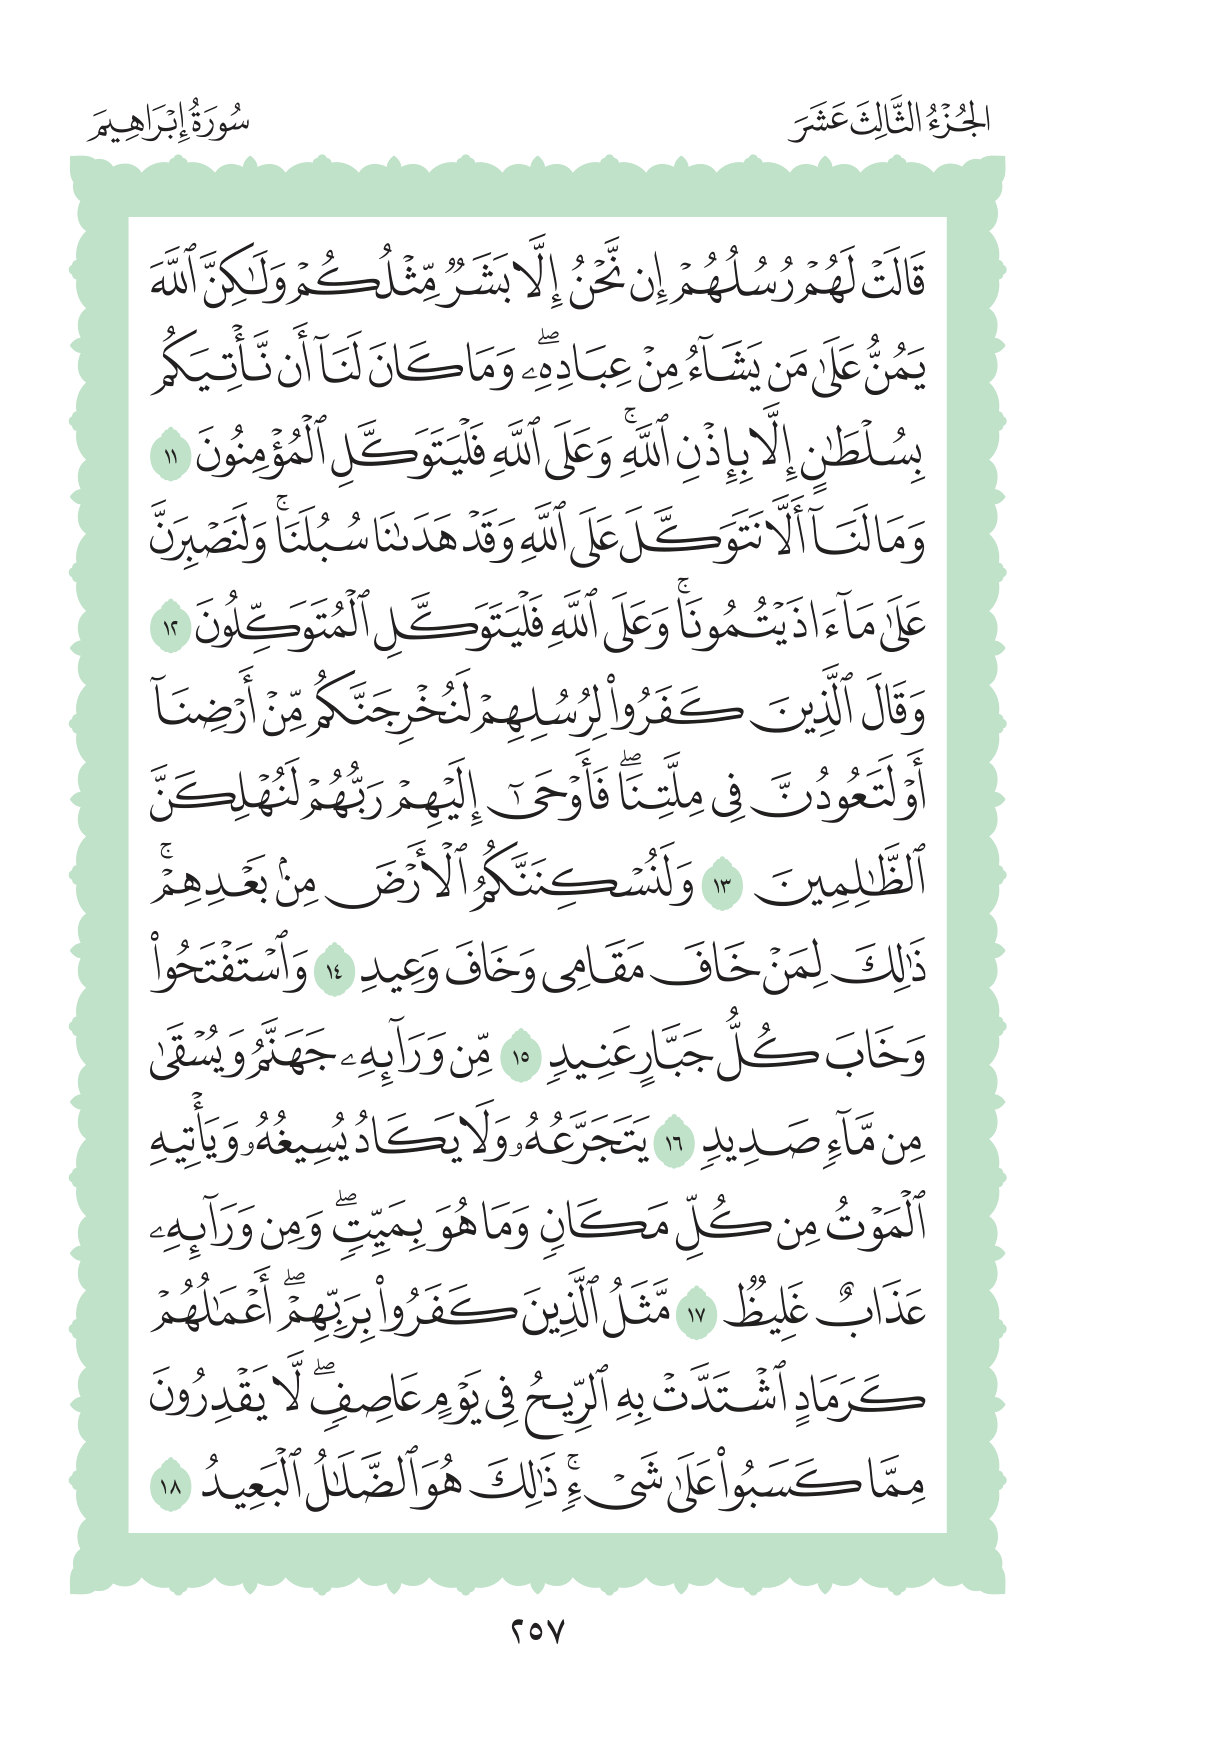 الجُزْءُ الثَّالِثَ عَشَرَ
سُورَةُ إِبْرَاهِيمَ
قَالَتْ لَهُمْ رُسُلُهُمْ إِن نَّحْنُ إِلَّا بَشَرٌ مِّثْلُكُمْ وَلَٰكِنَّ ٱللَّهَ
يَمُنُّ عَلَىٰ مَن يَشَآءُ مِنْ عِبَادِهِۦۖ وَمَا كَانَ لَنَآ أَن نَّأْتِيَكُم
بِسُلْطَٰنٍ إِلَّا بِإِذْنِ ٱللَّهِۚ وَعَلَى ٱللَّهِ فَلْيَتَوَكَّلِ ٱلْمُؤْمِنُونَ ١١
وَمَا لَنَآ أَلَّا نَتَوَكَّلَ عَلَى ٱللَّهِ وَقَدْ هَدَىٰنَا سُبُلَنَاۚ وَلَنَصْبِرَنَّ
عَلَىٰ مَآ ءَاذَيْتُمُونَاۚ وَعَلَى ٱللَّهِ فَلْيَتَوَكَّلِ ٱلْمُتَوَكِّلُونَ ١٢
وَقَالَ ٱلَّذِينَ كَفَرُوا۟ لِرُسُلِهِمْ لَنُخْرِجَنَّكُم مِّنْ أَرْضِنَآ
أَوْ لَتَعُودُنَّ فِى مِلَّتِنَاۖ فَأَوْحَىٰٓ إِلَيْهِمْ رَبُّهُمْ لَنُهْلِكَنَّ
ٱلظَّٰلِمِينَ ١٣ وَلَنُسْكِنَنَّكُمُ ٱلْأَرْضَ مِنۢ بَعْدِهِمْۚ
ذَٰلِكَ لِمَنْ خَافَ مَقَامِى وَخَافَ وَعِيدِ ١٤ وَٱسْتَفْتَحُوا۟
وَخَابَ كُلُّ جَبَّارٍ عَنِيدٍ ١٥ مِّن وَرَآئِهِۦ جَهَنَّمُ وَيُسْقَىٰ
مِن مَّآءٍ صَدِيدٍ ١٦ يَتَجَرَّعُهُۥ وَلَا يَكَادُ يُسِيغُهُۥ وَيَأْتِيهِ
ٱلْمَوْتُ مِن كُلِّ مَكَانٍ وَمَا هُوَ بِمَيِّتٍۖ وَمِن وَرَآئِهِۦ
عَذَابٌ غَلِيظٌ ١٧ مَّثَلُ ٱلَّذِينَ كَفَرُوا۟ بِرَبِّهِمْۖ أَعْمَٰلُهُمْ
كَرَمَادٍ ٱشْتَدَّتْ بِهِ ٱلرِّيحُ فِى يَوْمٍ عَاصِفٍۖ لَّا يَقْدِرُونَ
مِمَّا كَسَبُوا۟ عَلَىٰ شَىْءٍۚ ذَٰلِكَ هُوَ ٱلضَّلَٰلُ ٱلْبَعِيدُ ١٨
٢٥٧